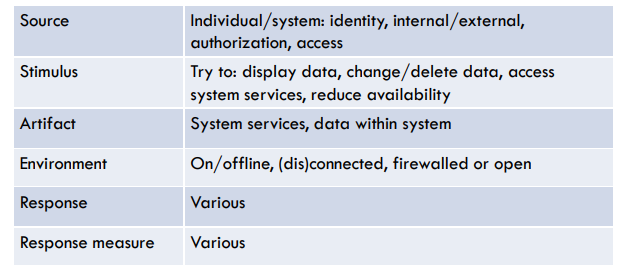 Source
Individual/system: identity, internal/external,
authorization, access
Stimulus
Try to: display data, change/delete data, access
system services, reduce availability
Artifact
System services, data within system
Environment
On/offline, (dis)connected, firewalled or open
Response
Various
Response measure
Various